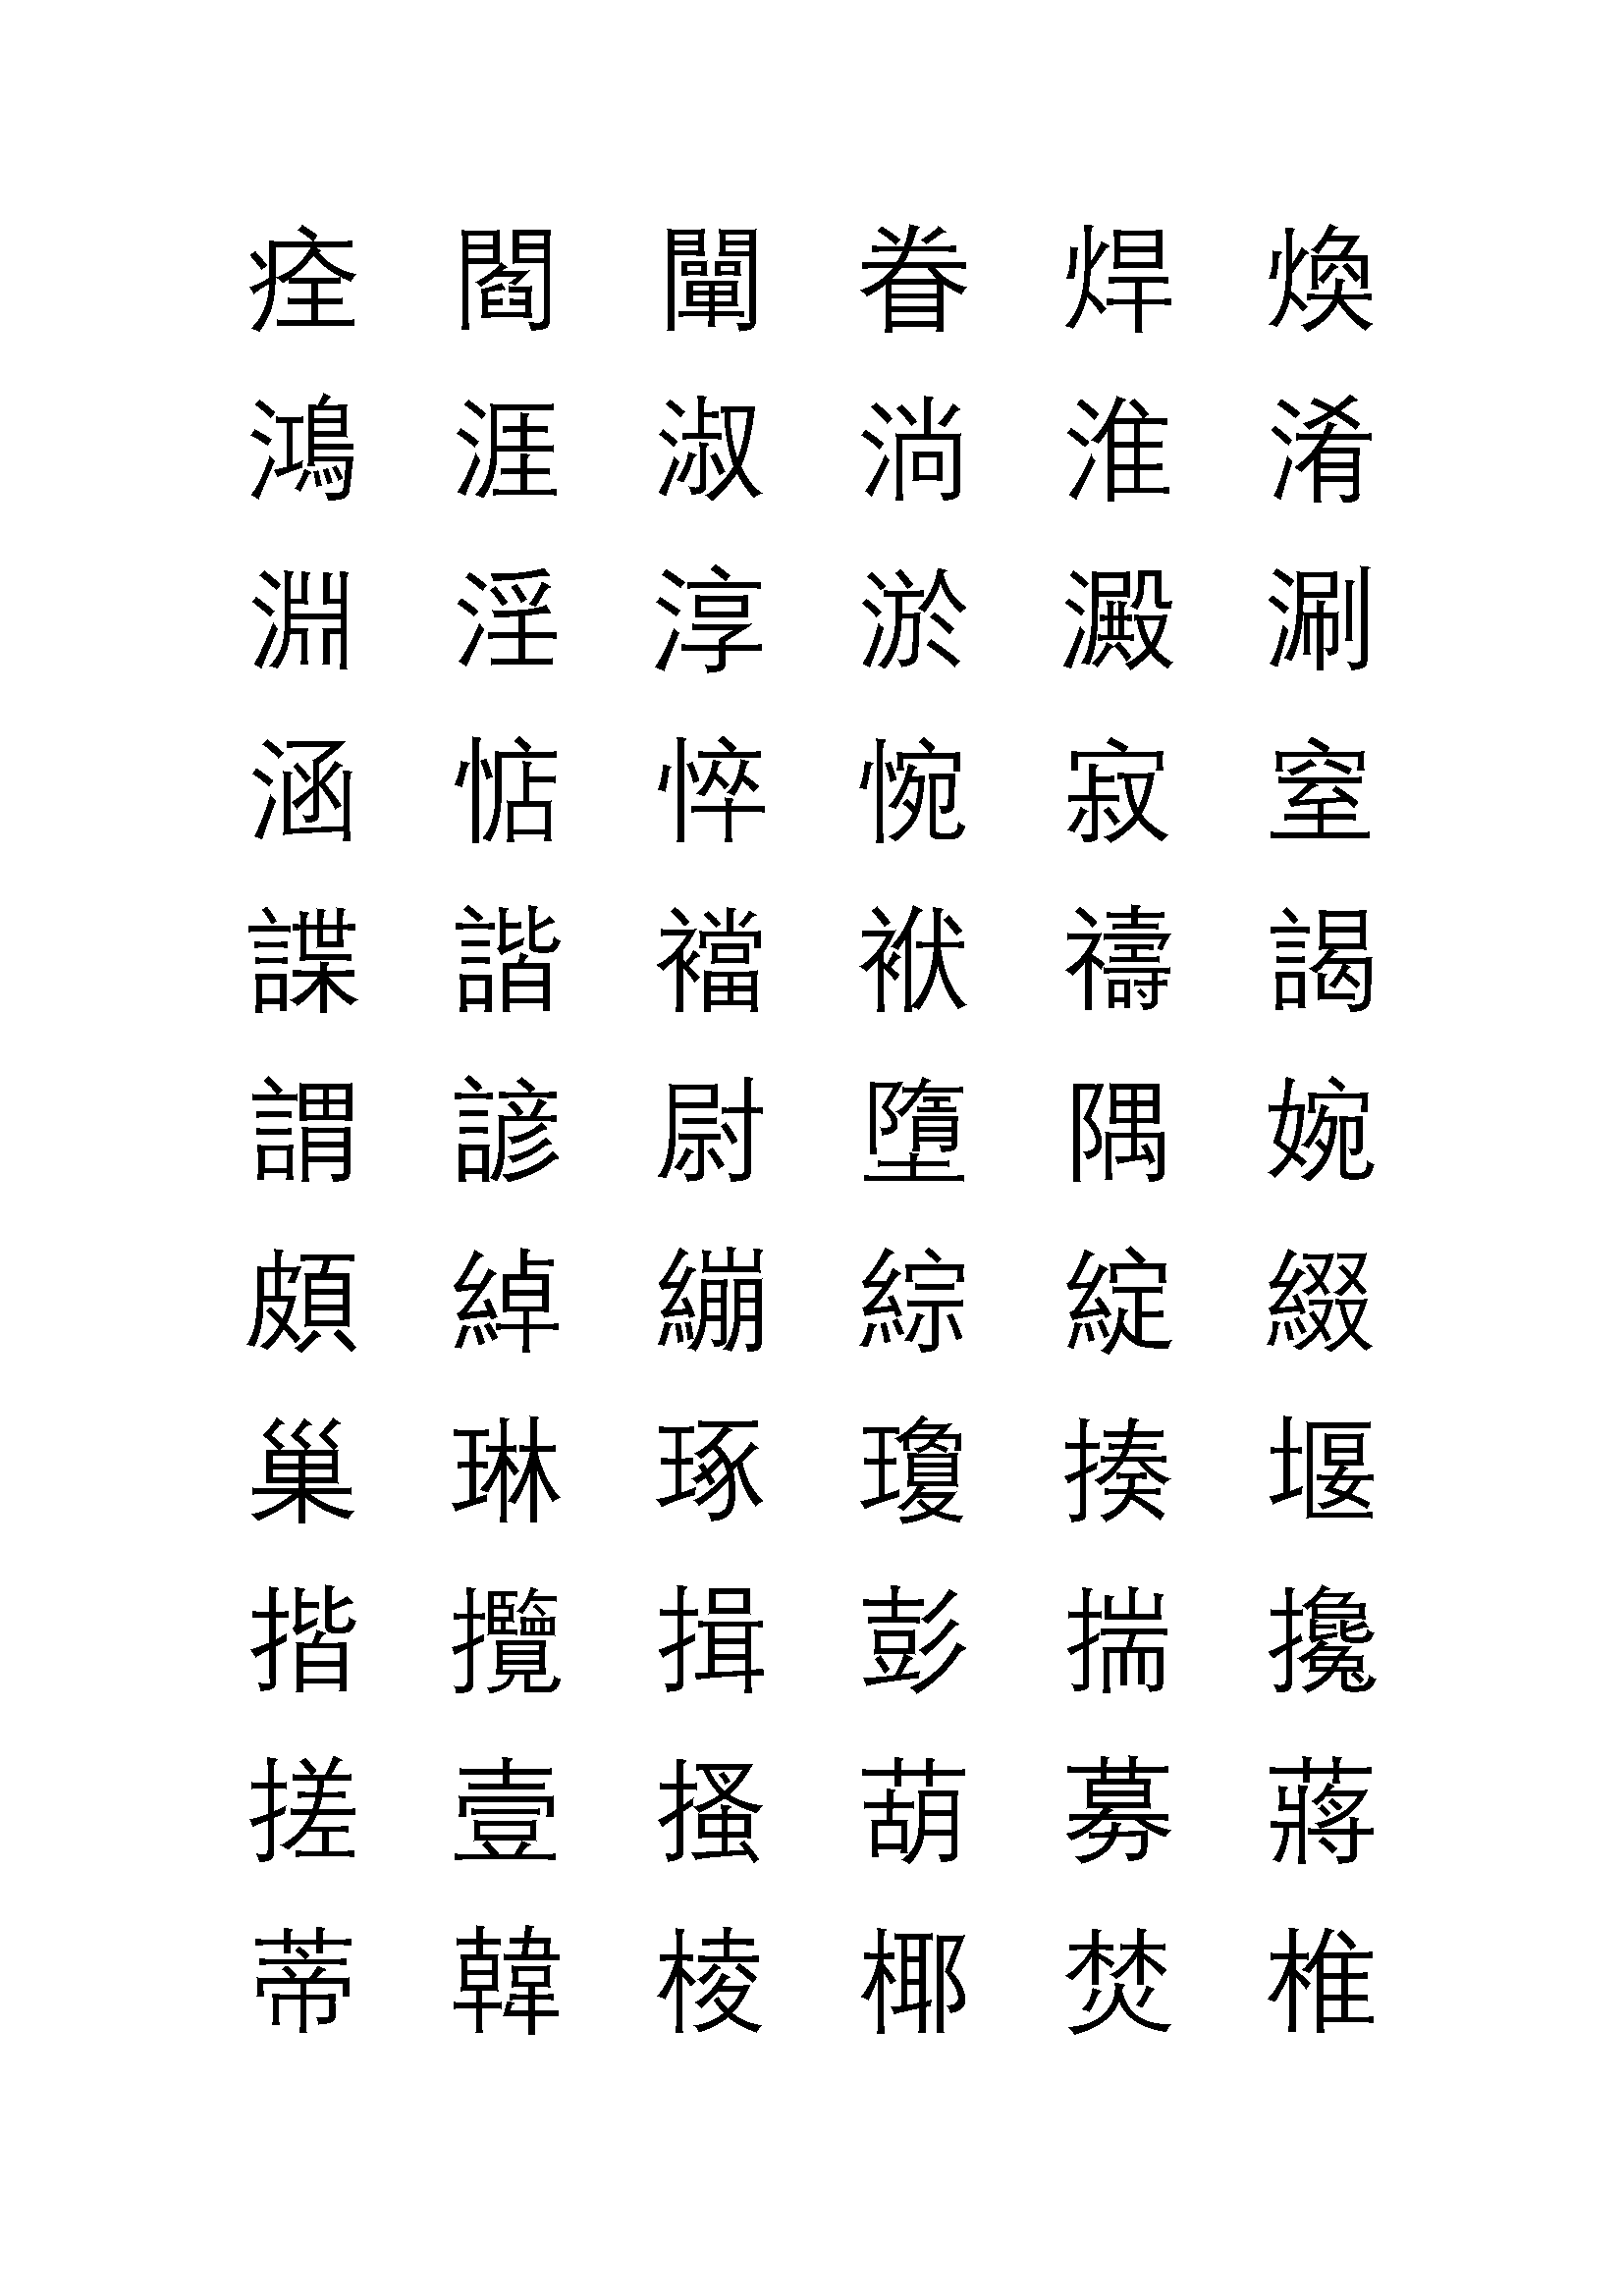 痊 閻 闡 眷 焊 煥
鴻 涯 淑 淌 淮 淆
淵 淫 淳 淤 澱 涮
涵 惦 悴 惋 寂 窒
諜 諧 襠 袱 禱 謁
謂 諺 尉 墮 隅 婉
頗 綽 繃 綜 綻 綴
巢 琳 琢 瓊 揍 堰
揩 攬 揖 彭 揣 攙
搓 壹 搔 葫 募 蔣
蒂 韓 棱 椰 焚 椎